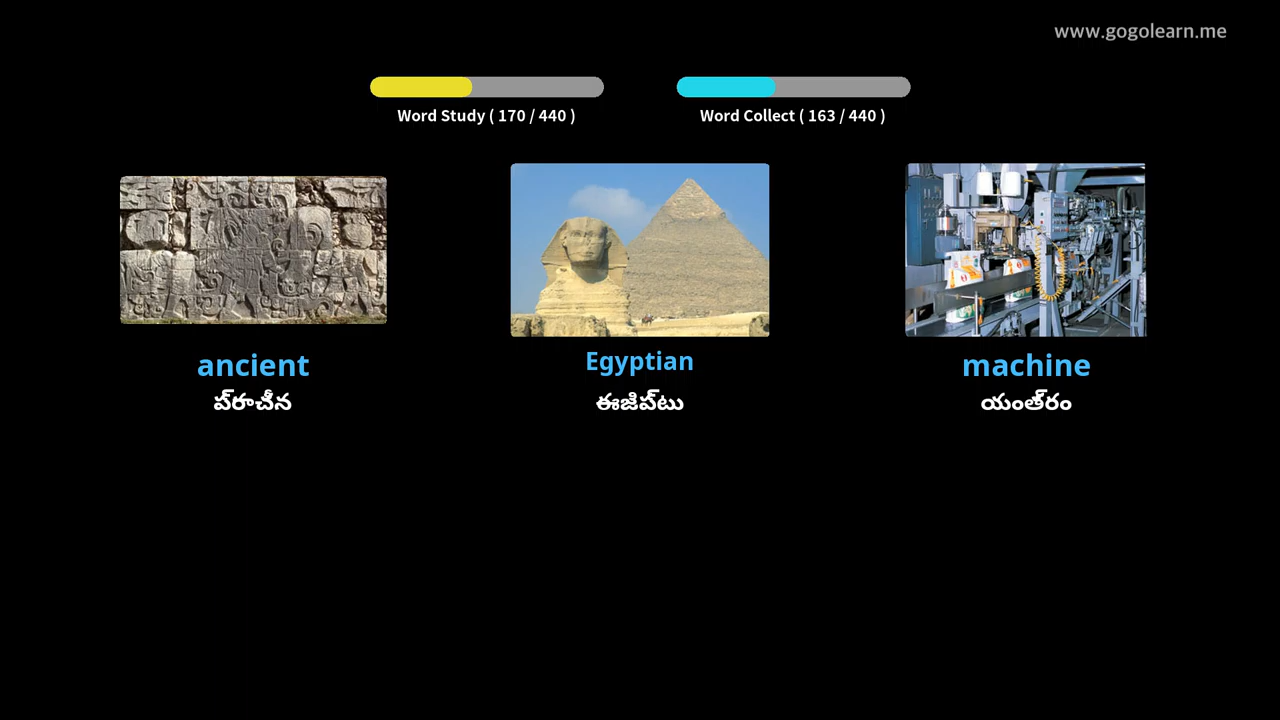 www.gogolearn.me
Word Study ( 170 / 440 )
Word Collect ( 163 / 440 )
ancient
ప్రాచీన
Egyptian
ఈజిప్టు
machine
యంత్రం